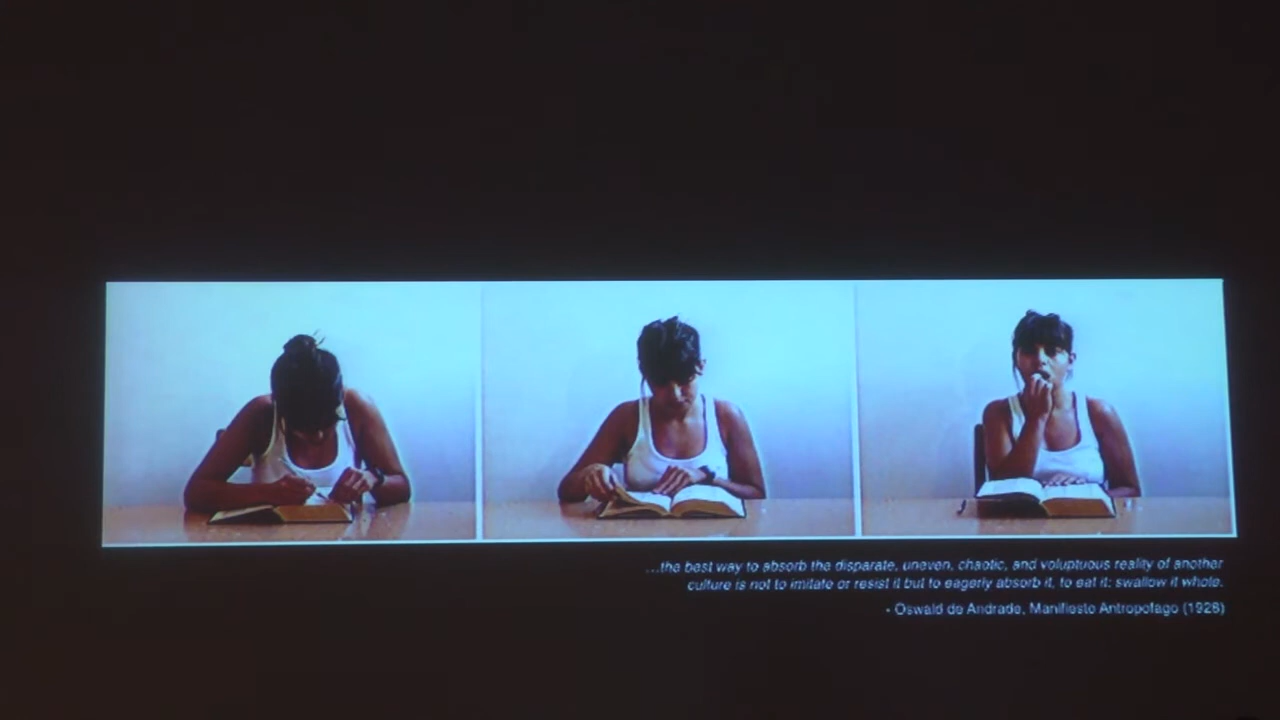 ...the best way to absorb the disparate, uneven, chaotic, and voluptuous reality of another
culture is not to imitate or resist it but to eagerly absorb it, to eat it; swallow it whole.
- Oswald de Andrade, Manifiesto Antropofago (1928)